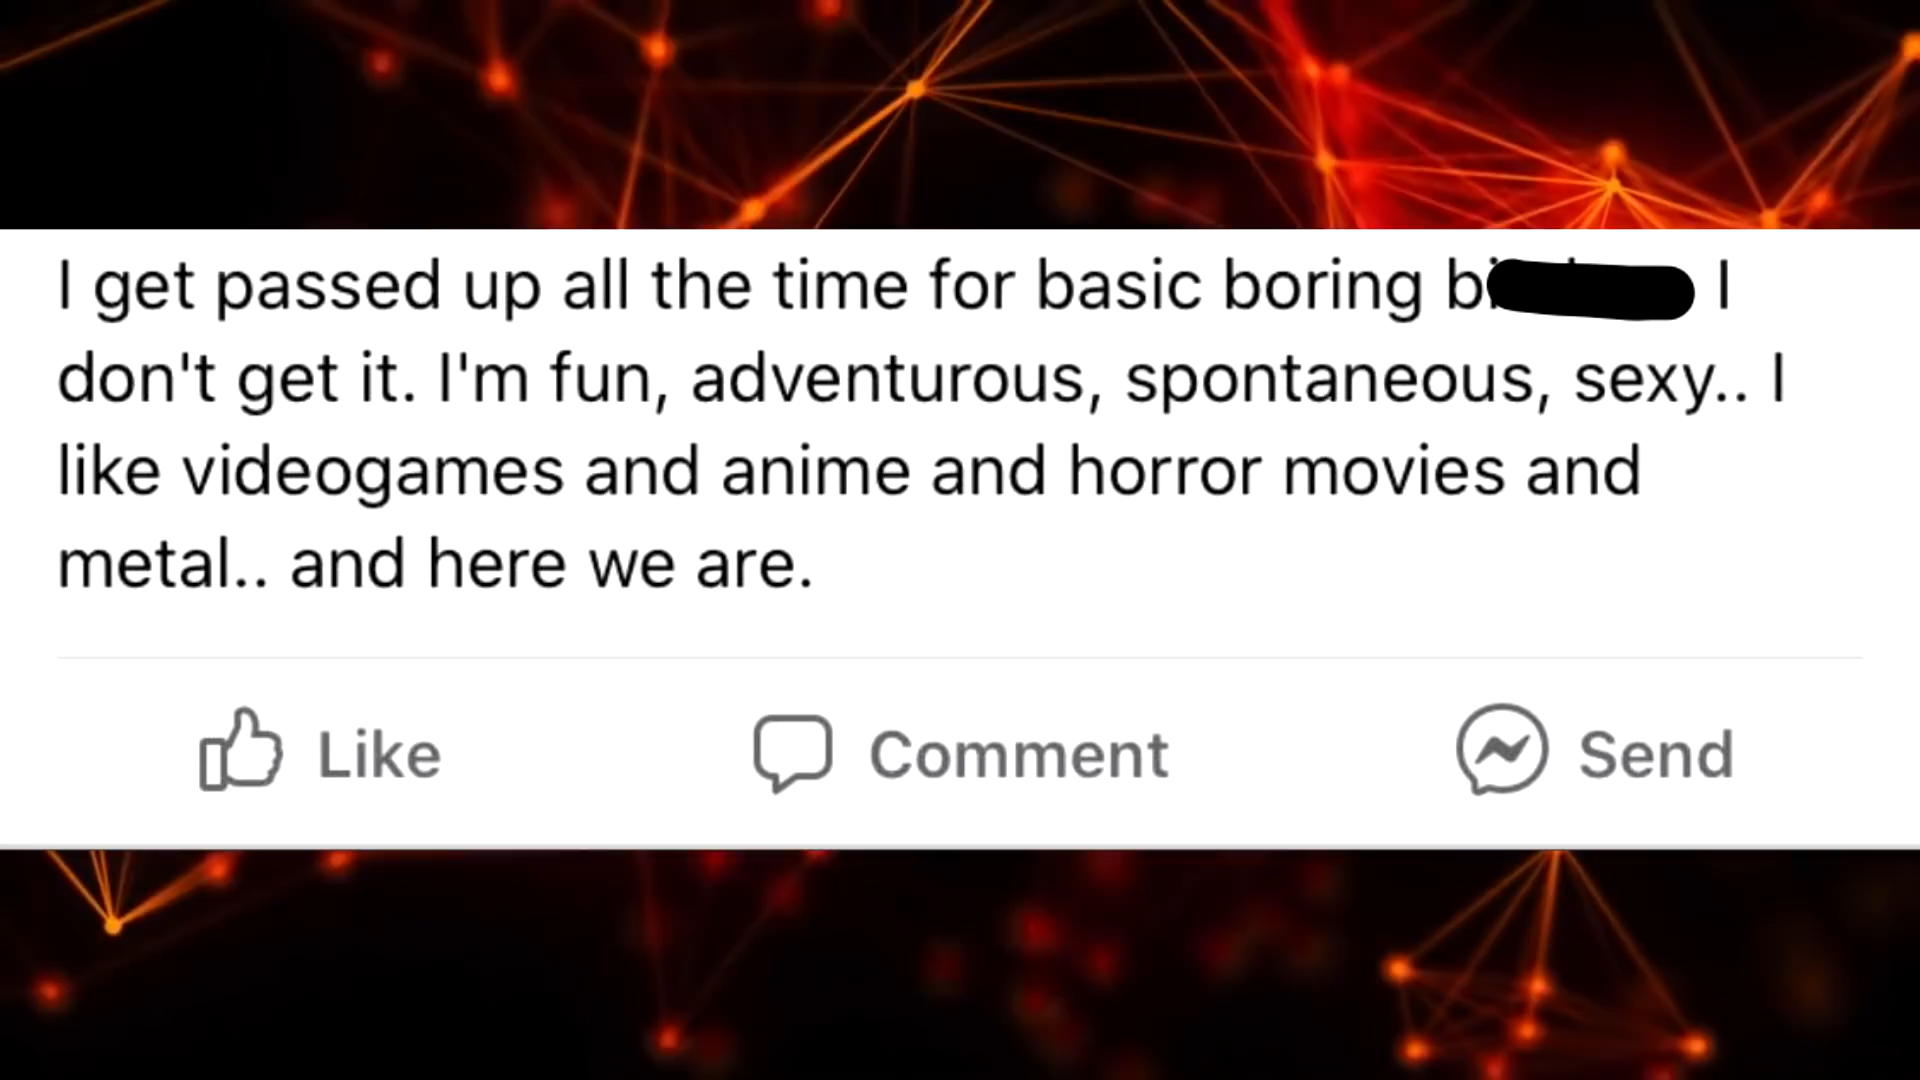 I get passed up all the time for basic boring I
don't get it. I'm fun, adventurous, spontaneous, sexy.. I
like videogames and anime and horror movies and
metal.. and here we are.
Like Comment Send